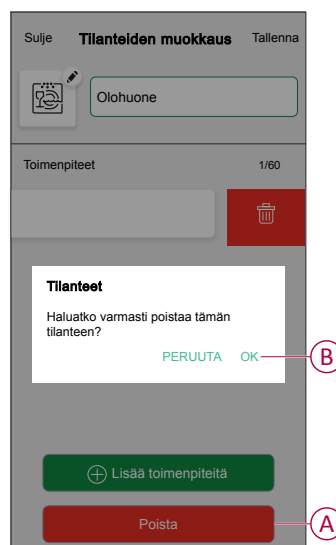 Sulje Tilanteiden muokkaus Tallenna
Olohuone
Toimenpiteet 1/60
Tilanteet
Haluatko varmasti poistaa tämän
tilanteen?
PERUUTA OK
B
Lisää toimenpiteitä
Poista
A